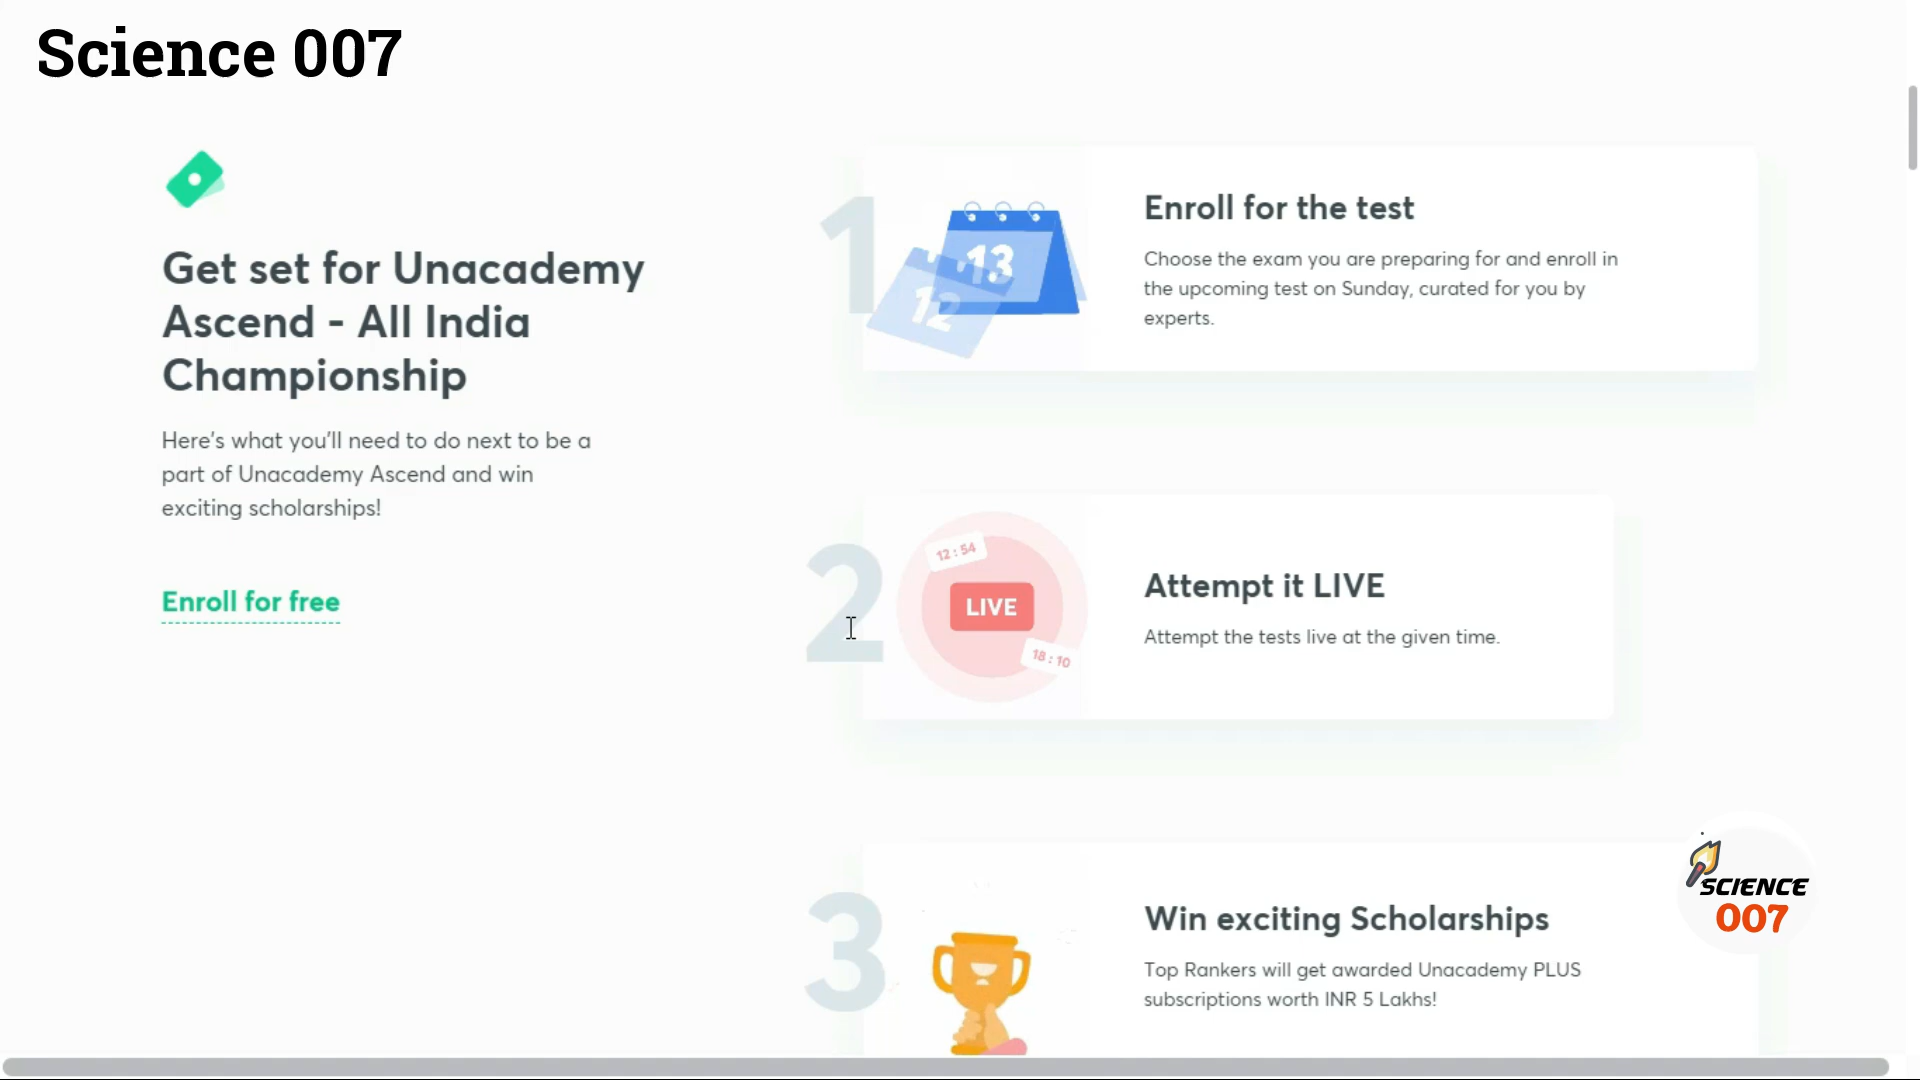 Science 007
Get set for Unacademy
Ascend - All India
Championship
Here's what you'll need to do next to be a
part of Unacademy Ascend and win
exciting scholarships!
Enroll for free
1
13
12
Enroll for the test
Choose the exam you are preparing for and enroll in
the upcoming test on Sunday, curated for you by
experts.
2
12 : 54
LIVE
18 : 10
Attempt it LIVE
Attempt the tests live at the given time.
3
Win exciting Scholarships
Top Rankers will get awarded Unacademy PLUS
subscriptions worth INR 5 Lakhs!
SCIENCE
007